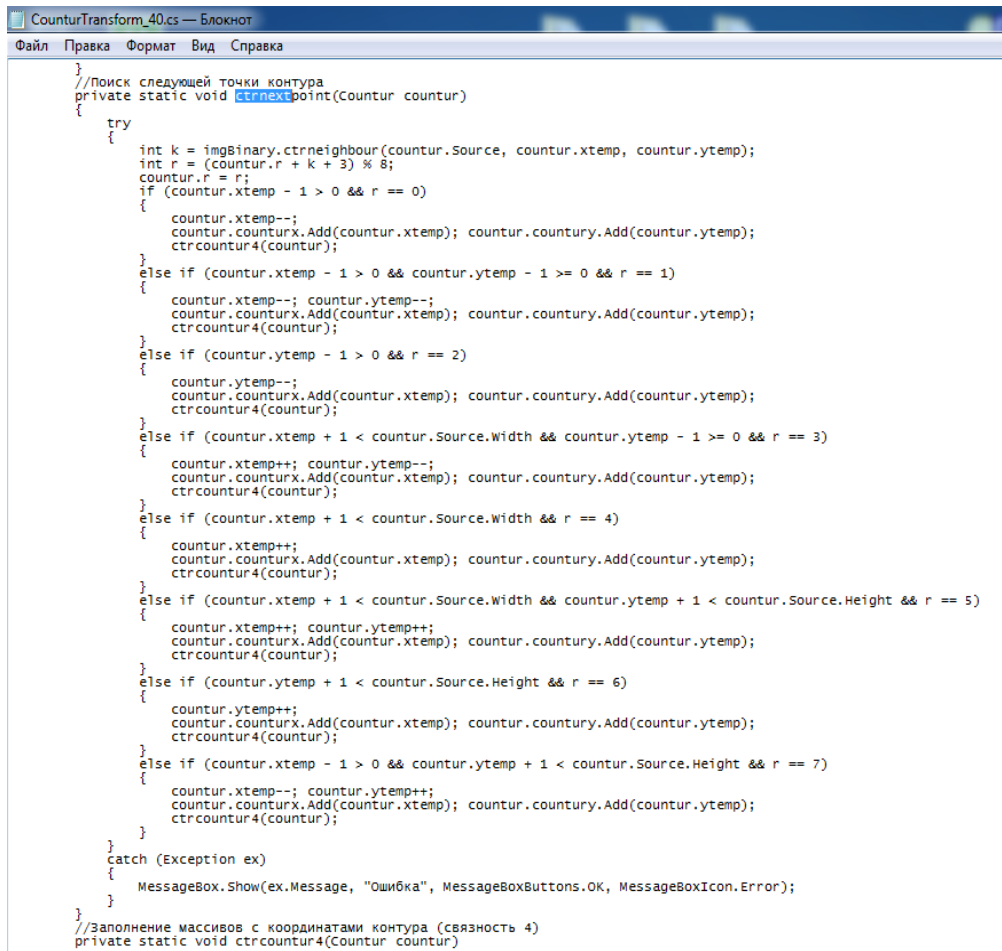 CounturTransform_40.cs — Блокнот
Файл Правка Формат Вид Справка
}
//Поиск следующей точки контура
private static void ctrnextpoint(Countur countur)
{
try
{
int k = imgBinary.ctrneighbour(countur.Source, countur.xtemp, countur.ytemp);
int r = (countur.r + k + 3) % 8;
countur.r = r;
if (countur.xtemp - 1 > 0 && r == 0)
{
countur.xtemp--;
countur.counturx.Add(countur.xtemp); countur.countury.Add(countur.ytemp);
ctrcountur4(countur);
}
else if (countur.xtemp - 1 > 0 && countur.ytemp - 1 >= 0 && r == 1)
{
countur.xtemp--; countur.ytemp--;
countur.counturx.Add(countur.xtemp); countur.countury.Add(countur.ytemp);
ctrcountur4(countur);
}
else if (countur.ytemp - 1 > 0 && r == 2)
{
countur.ytemp--;
countur.counturx.Add(countur.xtemp); countur.countury.Add(countur.ytemp);
ctrcountur4(countur);
}
else if (countur.xtemp + 1 < countur.Source.Width && countur.ytemp - 1 >= 0 && r == 3)
{
countur.xtemp++; countur.ytemp--;
countur.counturx.Add(countur.xtemp); countur.countury.Add(countur.ytemp);
ctrcountur4(countur);
}
else if (countur.xtemp + 1 < countur.Source.Width && r == 4)
{
countur.xtemp++;
countur.counturx.Add(countur.xtemp); countur.countury.Add(countur.ytemp);
ctrcountur4(countur);
}
else if (countur.xtemp + 1 < countur.Source.Width && countur.ytemp + 1 < countur.Source.Height && r == 5)
{
countur.xtemp++; countur.ytemp++;
countur.counturx.Add(countur.xtemp); countur.countury.Add(countur.ytemp);
ctrcountur4(countur);
}
else if (countur.ytemp + 1 < countur.Source.Height && r == 6)
{
countur.ytemp++;
countur.counturx.Add(countur.xtemp); countur.countury.Add(countur.ytemp);
ctrcountur4(countur);
}
else if (countur.xtemp - 1 > 0 && countur.ytemp + 1 < countur.Source.Height && r == 7)
{
countur.xtemp--; countur.ytemp++;
countur.counturx.Add(countur.xtemp); countur.countury.Add(countur.ytemp);
ctrcountur4(countur);
}
}
catch (Exception ex)
{
MessageBox.Show(ex.Message, "Ошибка", MessageBoxButtons.OK, MessageBoxIcon.Error);
}
}
//Заполнение массивов с координатами контура (связность 4)
private static void ctrcountur4(Countur countur)